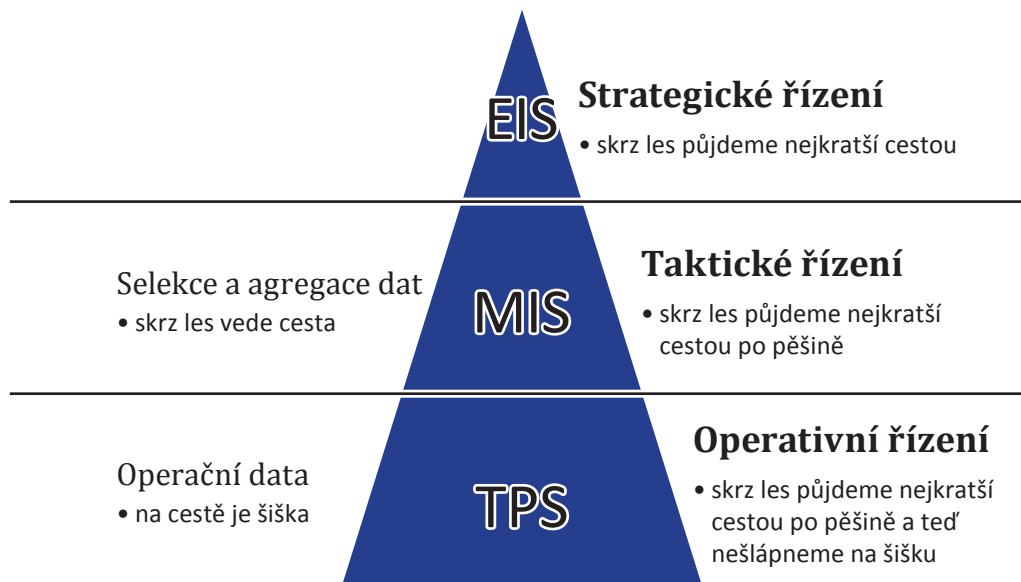 EIS
Strategické řízení
• skrz les půjdeme nejkratší cestou
Selekce a agregace dat
• skrz les vede cesta
MIS
Taktické řízení
• skrz les půjdeme nejkratší
cestou po pěšině
Operační data
• na cestě je šiška
TPS
Operativní řízení
• skrz les půjdeme nejkratší
cestou po pěšině a teď
nešlápneme na šišku